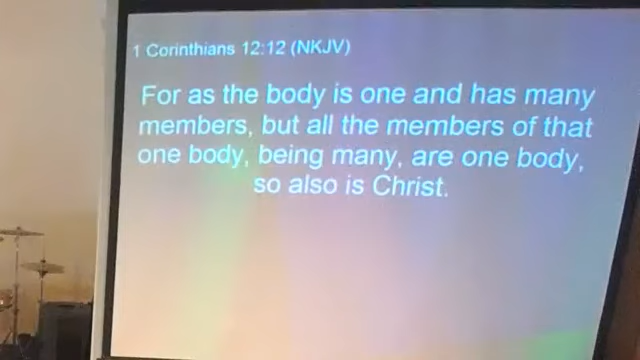 1 Corinthians 12:12 (NKJV)
For as the body is one and has many
members, but all the members of that
one body, being many, are one body,
so also is Christ.